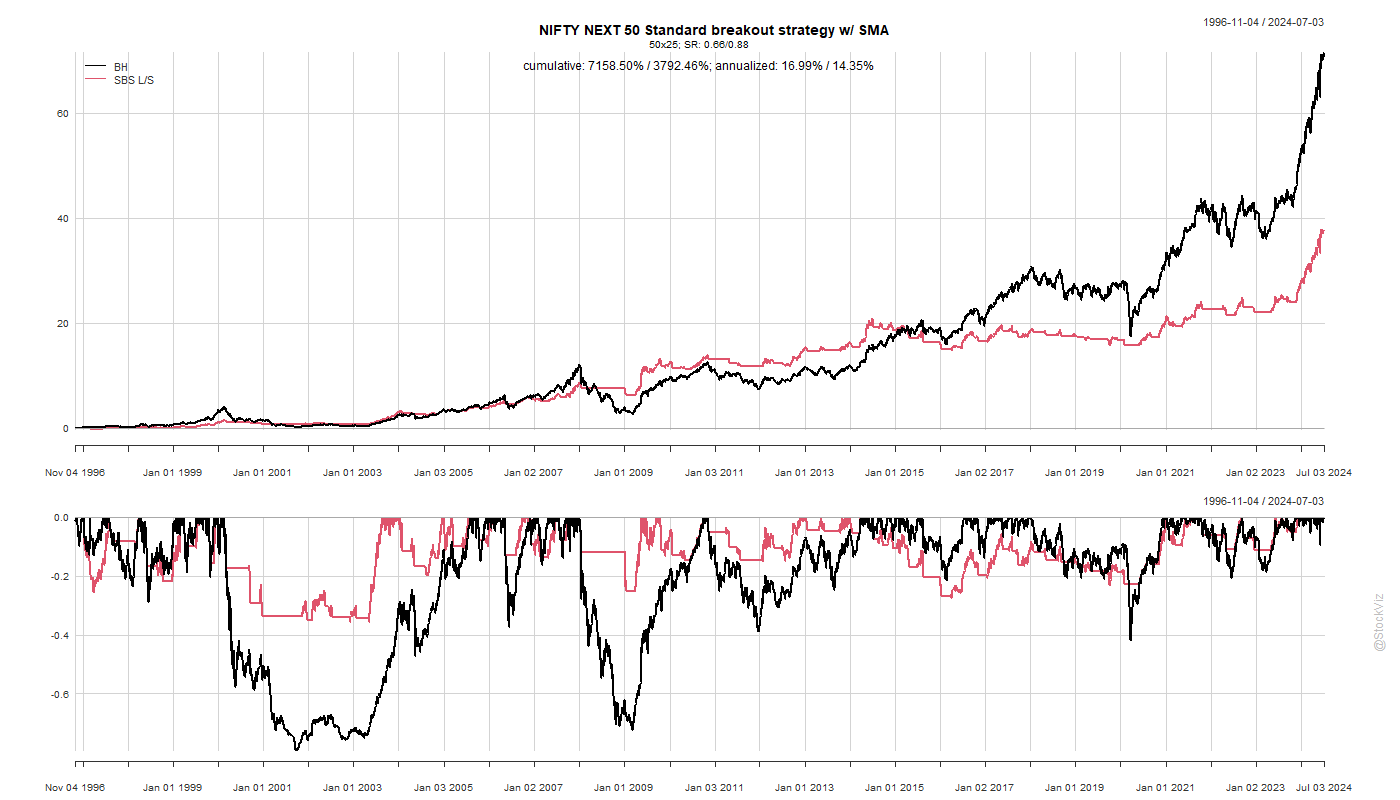 NIFTY NEXT 50 Standard breakout strategy w/ SMA
1996-11-04 / 2024-07-03
50x25; SR: 0.66/0.88
cumulative: 7158.50% / 3792.46%; annualized: 16.99% / 14.35%
BH
SBS L/S
60
40
20
0
Nov 04 1996 Jan 01 1999 Jan 01 2001 Jan 01 2003 Jan 03 2005 Jan 02 2007 Jan 01 2009 Jan 03 2011 Jan 01 2013 Jan 01 2015 Jan 02 2017 Jan 01 2019 Jan 01 2021 Jan 02 2023 Jul 03 2024
1996-11-04 / 2024-07-03
0.0
-0.2
-0.4
-0.6
Nov 04 1996 Jan 01 1999 Jan 01 2001 Jan 01 2003 Jan 03 2005 Jan 02 2007 Jan 01 2009 Jan 03 2011 Jan 01 2013 Jan 01 2015 Jan 02 2017 Jan 01 2019 Jan 01 2021 Jan 02 2023 Jul 03 2024
@StockViz